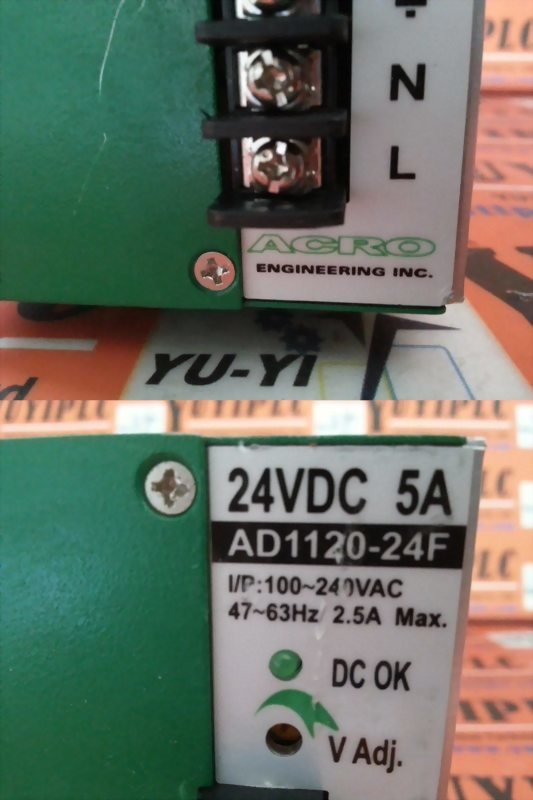 N
L
ACRO
ENGINEERING INC.
YU-YI
24VDC 5A
AD1120-24F
I/P:100~240VAC
47~63Hz 2.5A Max.
DC OK
V Adj.